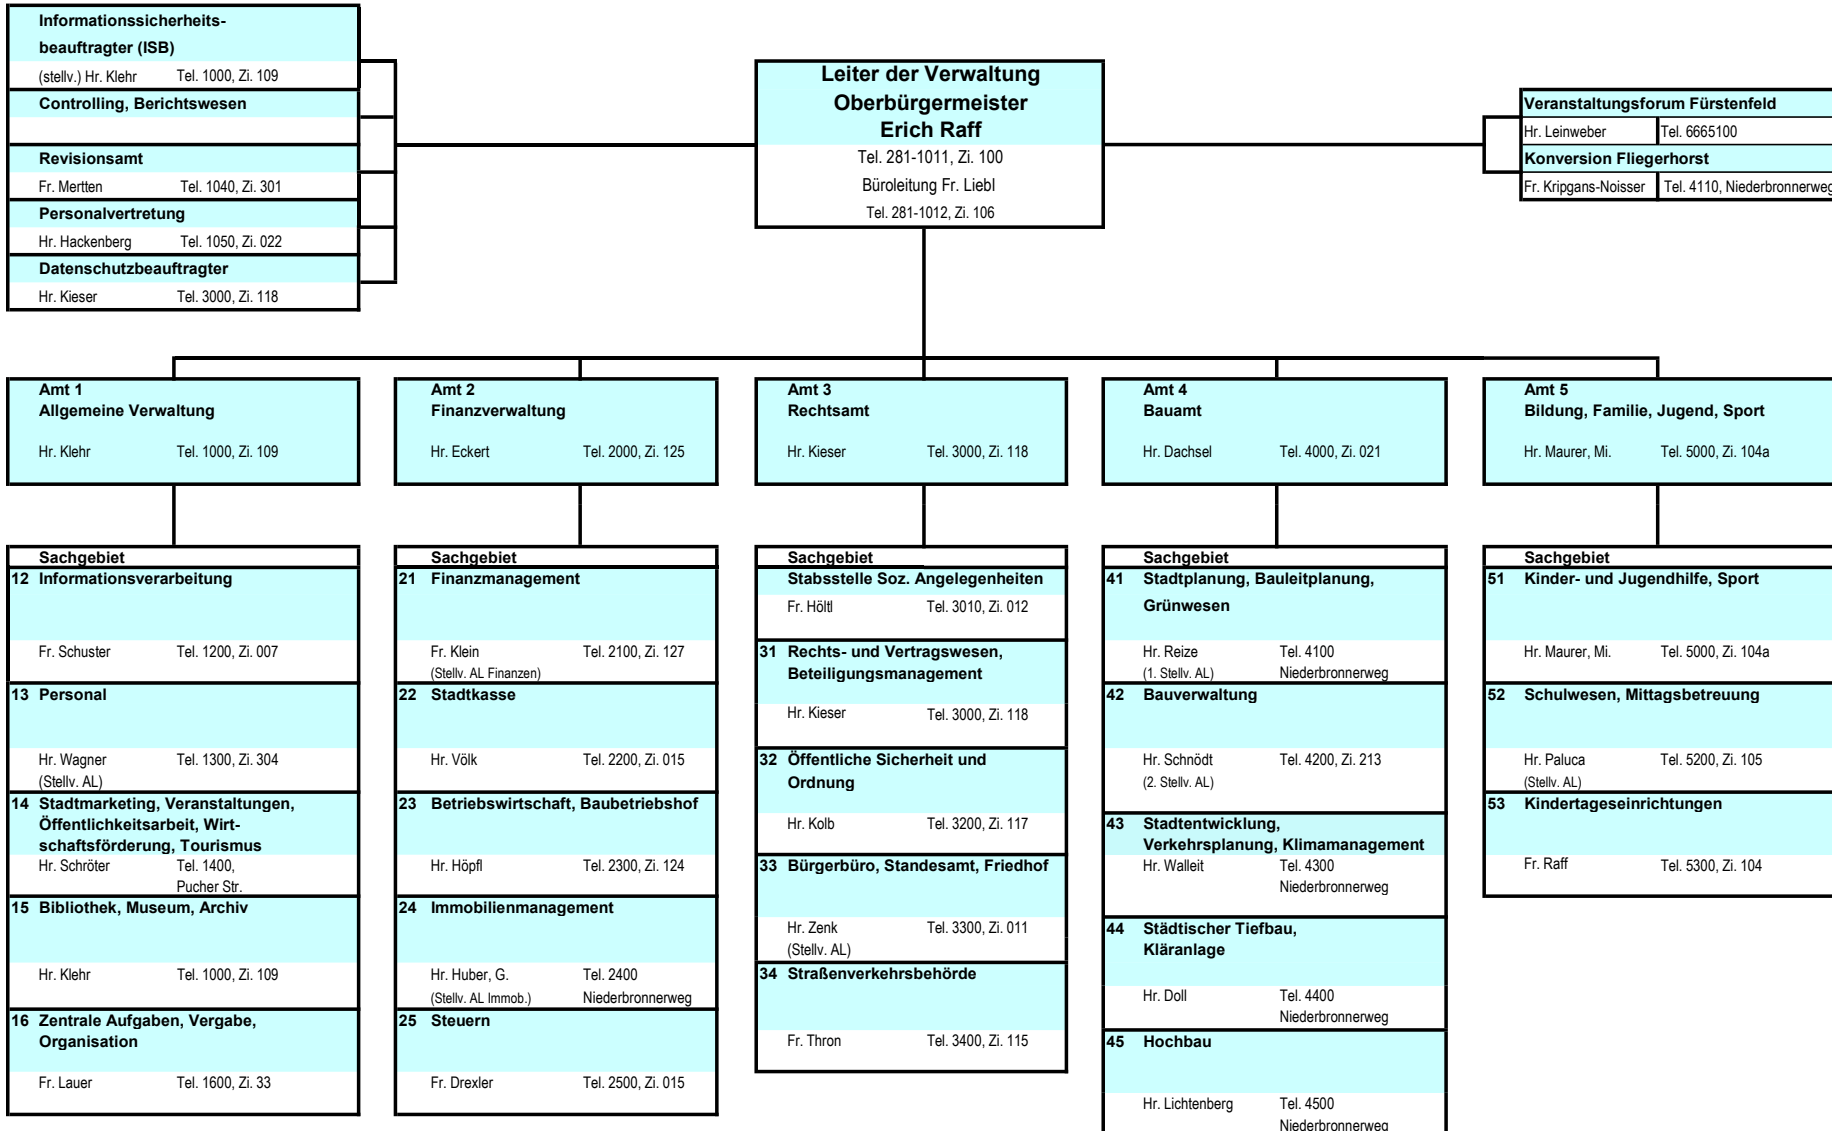 Informationssicherheits-
beauftragter (ISB)
(stellv.) Hr. Klehr Tel. 1000, Zi. 109
Controlling, Berichtswesen
Revisionsamt
Fr. Mertten Tel. 1040, Zi. 301
Personalvertretung
Hr. Hackenberg Tel. 1050, Zi. 022
Datenschutzbeauftragter
Hr. Kieser Tel. 3000, Zi. 118
Leiter der Verwaltung
Oberbürgermeister
Erich Raff
Tel. 281-1011, Zi. 100
Büroleitung Fr. Liebl
Tel. 281-1012, Zi. 106
Veranstaltungsforum Fürstenfeld
Hr. Leinweber Tel. 6665100
Konversion Fliegerhorst
Fr. Kripgans-Noisser Tel. 4110, Niederbronnerweg
Amt 1
Allgemeine Verwaltung
Hr. Klehr Tel. 1000, Zi. 109
Sachgebiet
12 Informationsverarbeitung
Fr. Schuster Tel. 1200, Zi. 007
13 Personal
Hr. Wagner Tel. 1300, Zi. 304
(Stellv. AL)
14 Stadtmarketing, Veranstaltungen,
Öffentlichkeitsarbeit, Wirt-
schaftsförderung, Tourismus
Hr. Schröter Tel. 1400,
Pucher Str.
15 Bibliothek, Museum, Archiv
Hr. Klehr Tel. 1000, Zi. 109
16 Zentrale Aufgaben, Vergabe,
Organisation
Fr. Lauer Tel. 1600, Zi. 33
Amt 2
Finanzverwaltung
Hr. Eckert Tel. 2000, Zi. 125
Sachgebiet
21 Finanzmanagement
Fr. Klein Tel. 2100, Zi. 127
(Stellv. AL Finanzen)
22 Stadtkasse
Hr. Völk Tel. 2200, Zi. 015
23 Betriebswirtschaft, Baubetriebshof
Hr. Höpfl Tel. 2300, Zi. 124
24 Immobilienmanagement
Hr. Huber, G. Tel. 2400
(Stellv. AL Immob.) Niederbronnerweg
25 Steuern
Fr. Drexler Tel. 2500, Zi. 015
Amt 3
Rechtsamt
Hr. Kieser Tel. 3000, Zi. 118
Sachgebiet
Stabsstelle Soz. Angelegenheiten
Fr. Höltl Tel. 3010, Zi. 012
31 Rechts- und Vertragswesen,
Beteiligungsmanagement
Hr. Kieser Tel. 3000, Zi. 118
32 Öffentliche Sicherheit und
Ordnung
Hr. Kolb Tel. 3200, Zi. 117
33 Bürgerbüro, Standesamt, Friedhof
Hr. Zenk Tel. 3300, Zi. 011
(Stellv. AL)
34 Straßenverkehrsbehörde
Fr. Thron Tel. 3400, Zi. 115
Amt 4
Bauamt
Hr. Dachsel Tel. 4000, Zi. 021
Sachgebiet
41 Stadtplanung, Bauleitplanung,
Grünwesen
Hr. Reize Tel. 4100
(1. Stellv. AL) Niederbronnerweg
42 Bauverwaltung
Hr. Schnödt Tel. 4200, Zi. 213
(2. Stellv. AL)
43 Stadtentwicklung,
Verkehrsplanung, Klimamanagement
Hr. Walleit Tel. 4300
Niederbronnerweg
44 Städtischer Tiefbau,
Kläranlage
Hr. Doll Tel. 4400
Niederbronnerweg
45 Hochbau
Hr. Lichtenberg Tel. 4500
Niederbronnerweg
Amt 5
Bildung, Familie, Jugend, Sport
Hr. Maurer, Mi. Tel. 5000, Zi. 104a
Sachgebiet
51 Kinder- und Jugendhilfe, Sport
Hr. Maurer, Mi. Tel. 5000, Zi. 104a
52 Schulwesen, Mittagsbetreuung
Hr. Paluca Tel. 5200, Zi. 105
(Stellv. AL)
53 Kindertageseinrichtungen
Fr. Raff Tel. 5300, Zi. 104